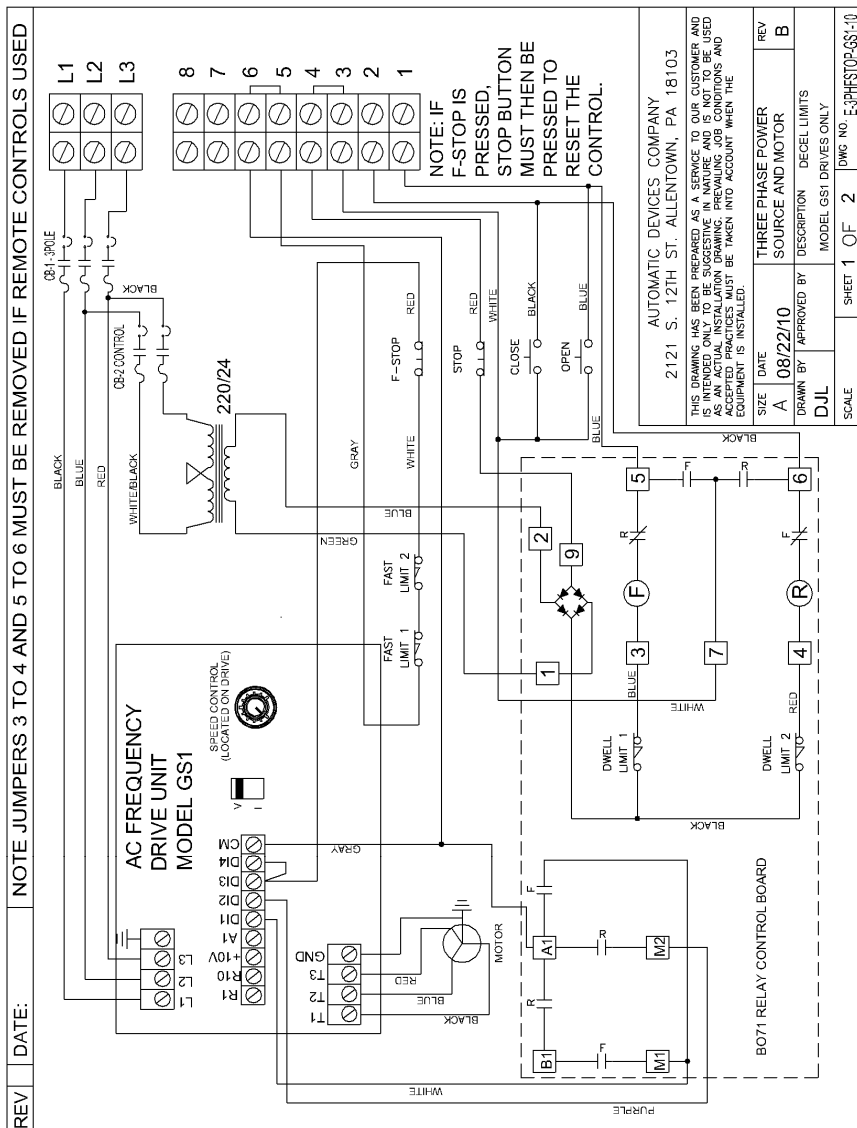 REV
DATE:
NOTE JUMPERS 3 TO 4 AND 5 TO 6 MUST BE REMOVED IF REMOTE CONTROLS USED
L1
L2
L3
CB-1 - 3POLE
BLACK
BLUE
RED
BLACK
CB-2 CONTROL
WHITE/BLACK
220/24
8
7
6
5
4
3
2
1
NOTE: IF
F-STOP IS
PRESSED,
STOP BUTTON
MUST THEN BE
PRESSED TO
RESET THE
CONTROL.
AC FREQUENCY
DRIVE UNIT
MODEL GS1
SPEED CONTROL
(LOCATED ON DRIVE)
V
I
L1
L2
L3
R1
R10
+10V
A1
DI1
DI2
DI3
DI4
CM
T1
T2
T3
GND
BLACK
BLUE
RED
MOTOR
GRAY
WHITE
PURPLE
FAST
LIMIT 1
FAST
LIMIT 2
GREEN
BLUE
GRAY
WHITE
F-STOP
RED
STOP
RED
WHITE
CLOSE
BLACK
OPEN
BLUE
BLUE
BLACK
B1
A1
M1
M2
R
F
F
R
BO71 RELAY CONTROL BOARD
DWELL
LIMIT 1
BLUE
DWELL
LIMIT 2
RED
BLACK
WHITE
1
2
9
3
F
R
5
7
F
R
4
R
F
6
AUTOMATIC DEVICES COMPANY
2121 S. 12TH ST. ALLENTOWN, PA 18103
THIS DRAWING HAS BEEN PREPARED AS A SERVICE TO OUR CUSTOMER AND
IS INTENDED ONLY TO BE SUGGESTIVE IN NATURE AND IS NOT TO BE USED
AS AN ACTUAL INSTALLATION DRAWING. PREVAILING JOB CONDITIONS AND
ACCEPTED PRACTICES MUST BE TAKEN INTO ACCOUNT WHEN THE
EQUIPMENT IS INSTALLED.
SIZE
A
DATE
08/22/10
THREE PHASE POWER
SOURCE AND MOTOR
REV
B
DRAWN BY
DJL
APPROVED BY
DESCRIPTION DECEL LIMITS
MODEL GS1 DRIVES ONLY
SCALE
SHEET 1 OF 2
DWG NO. E-3PHFSTOP-GS1-10